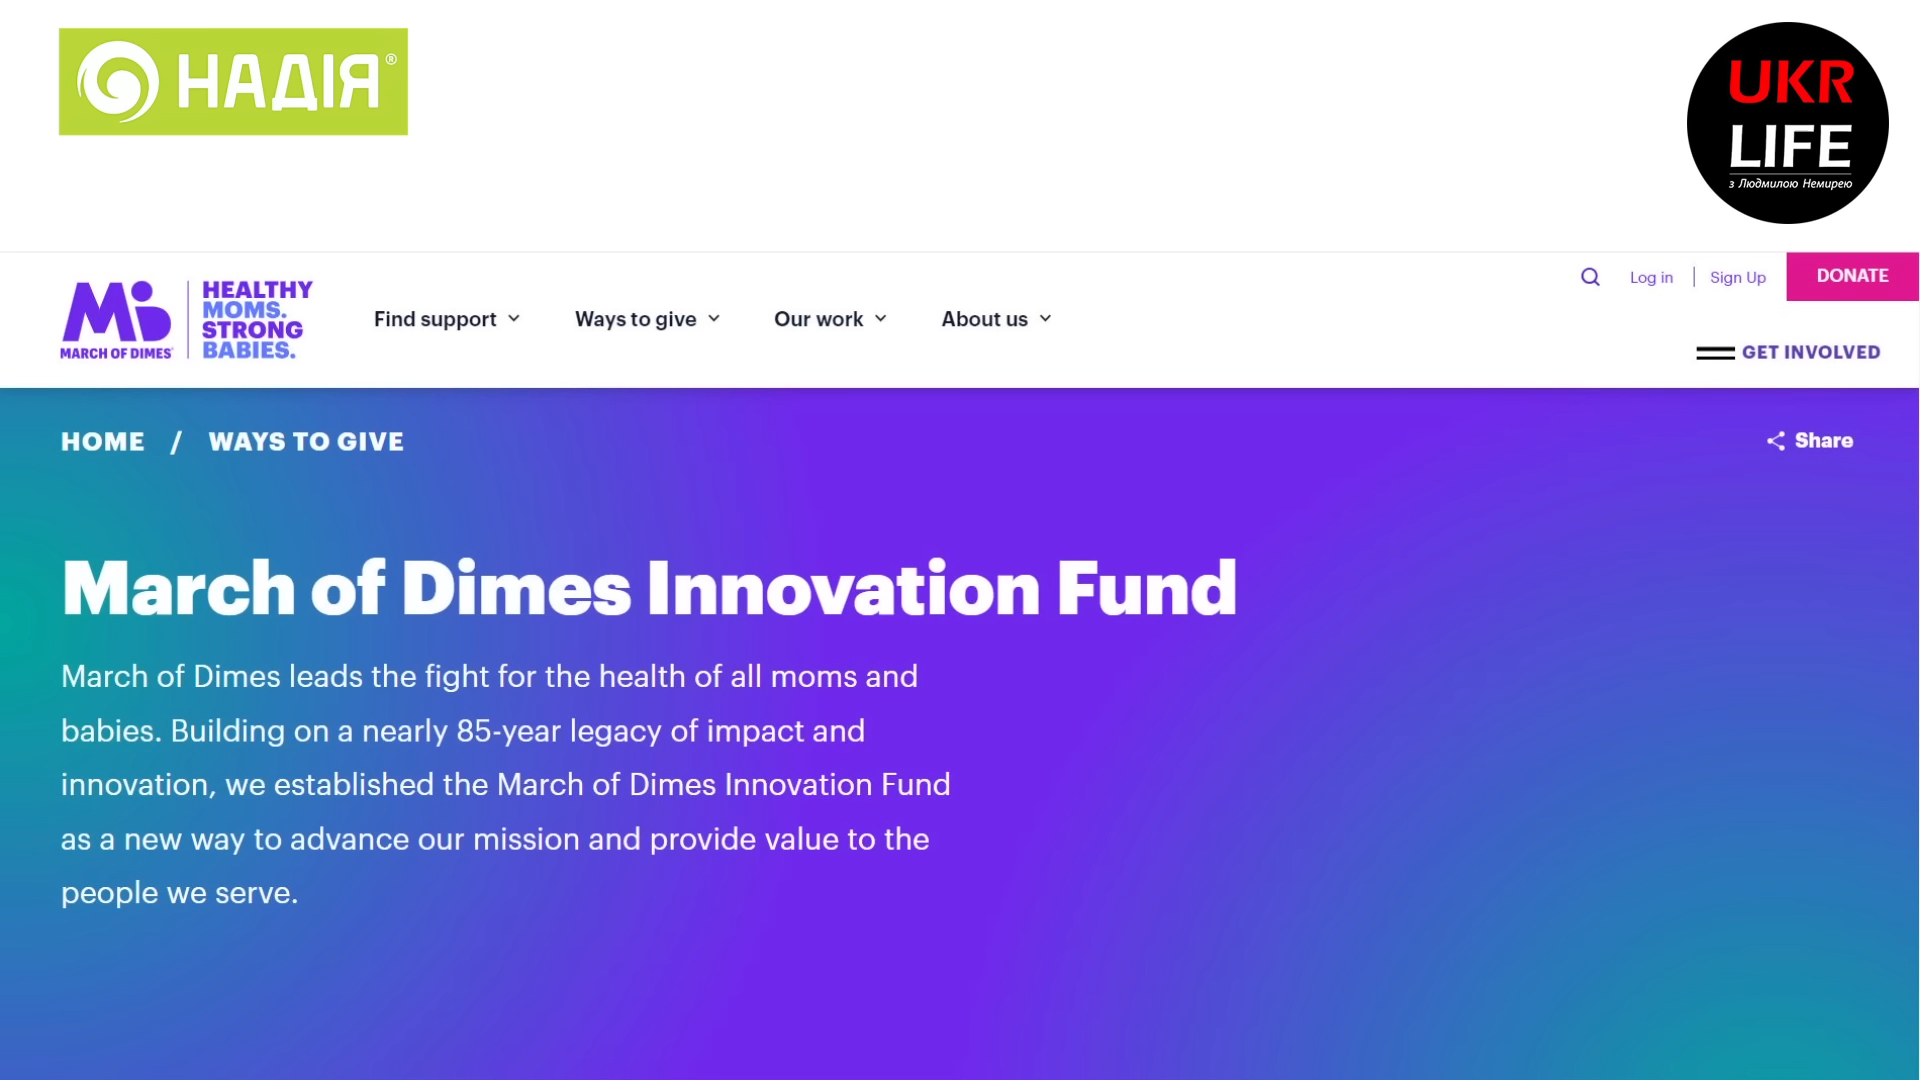 НАДІЯ®
UKR
LIFE
з Людмилою Немирею
MARCH OF DIMES
HEALTHY
MOMS.
STRONG
BABIES.
Find support
Ways to give
Our work
About us
Log in
Sign Up
DONATE
GET INVOLVED
HOME / WAYS TO GIVE
Share
March of Dimes Innovation Fund
March of Dimes leads the fight for the health of all moms and
babies. Building on a nearly 85-year legacy of impact and
innovation, we established the March of Dimes Innovation Fund
as a new way to advance our mission and provide value to the
people we serve.